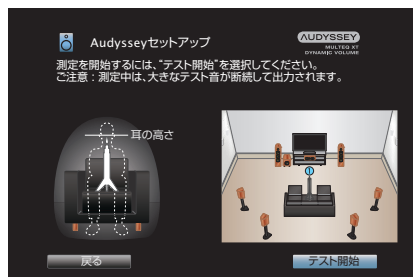 Audysseyセットアップ
AUDYSSEY
MULTEQ XT
DYNAMIC VOLUME
測定を開始するには、“テスト開始”を選択してください。
ご注意：測定中は、大きなテスト音が断続して出力されます。
耳の高さ
1
戻る
テスト開始